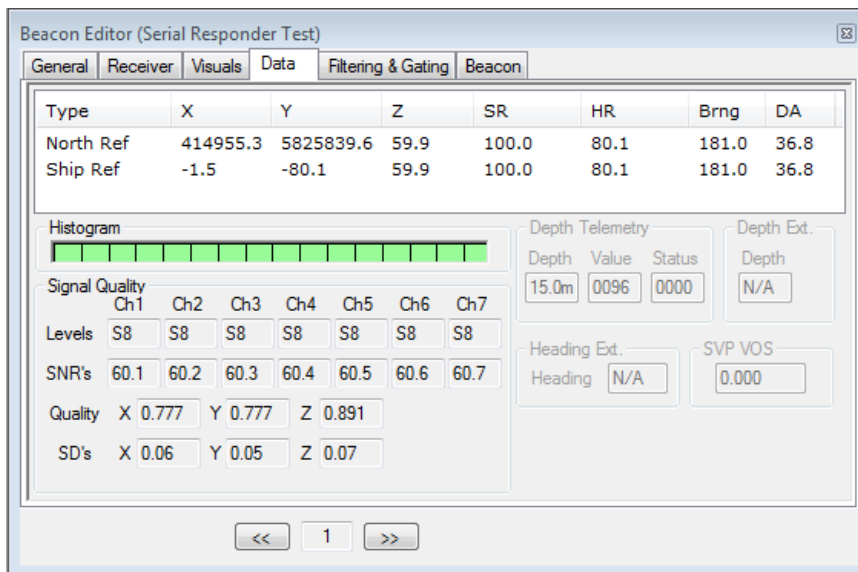 Beacon Editor (Serial Responder Test)
General Receiver Visuals Data Filtering & Gating Beacon
Type X Y Z SR HR Brng DA
North Ref 414955.3 5825839.6 59.9 100.0 80.1 181.0 36.8
Ship Ref -1.5 -80.1 59.9 100.0 80.1 181.0 36.8
Histogram
Signal Quality
Ch1 Ch2 Ch3 Ch4 Ch5 Ch6 Ch7
Levels S8 S8 S8 S8 S8 S8 S8
SNR's 60.1 60.2 60.3 60.4 60.5 60.6 60.7
Quality X 0.777 Y 0.777 Z 0.891
SD's X 0.06 Y 0.05 Z 0.07
Depth Telemetry
Depth Value Status
15.0m 0096 0000
Depth Ext.
Depth
N/A
Heading Ext.
Heading N/A
SVP VOS
0.000
<< 1 >>